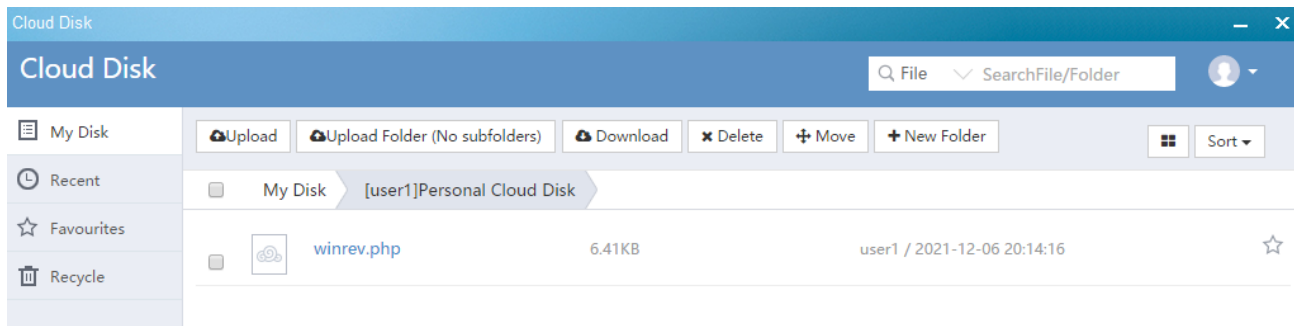 Cloud Disk
Cloud Disk
File SearchFile/Folder
My Disk
Recent
Favourites
Recycle
Upload Upload Folder (No subfolders) Download Delete Move New Folder Sort
My Disk [user1]Personal Cloud Disk
winrev.php 6.41KB user1 / 2021-12-06 20:14:16